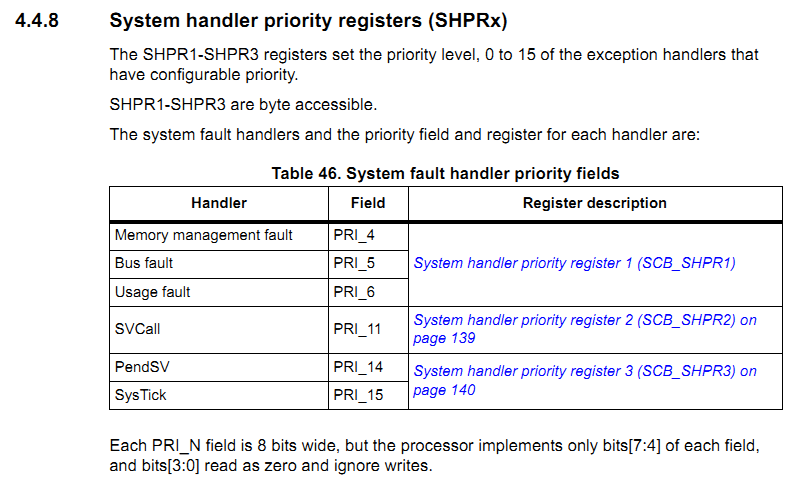 4.4.8 System handler priority registers (SHPRx)
The SHPR1-SHPR3 registers set the priority level, 0 to 15 of the exception handlers that
have configurable priority.
SHPR1-SHPR3 are byte accessible.
The system fault handlers and the priority field and register for each handler are:
Table 46. System fault handler priority fields
Handler Field Register description
Memory management fault PRI_4
Bus fault PRI_5 System handler priority register 1 (SCB_SHPR1)
Usage fault PRI_6
SVCall PRI_11 System handler priority register 2 (SCB_SHPR2) on
page 139
PendSV PRI_14 System handler priority register 3 (SCB_SHPR3) on
SysTick PRI_15 page 140
Each PRI_N field is 8 bits wide, but the processor implements only bits[7:4] of each field,
and bits[3:0] read as zero and ignore writes.